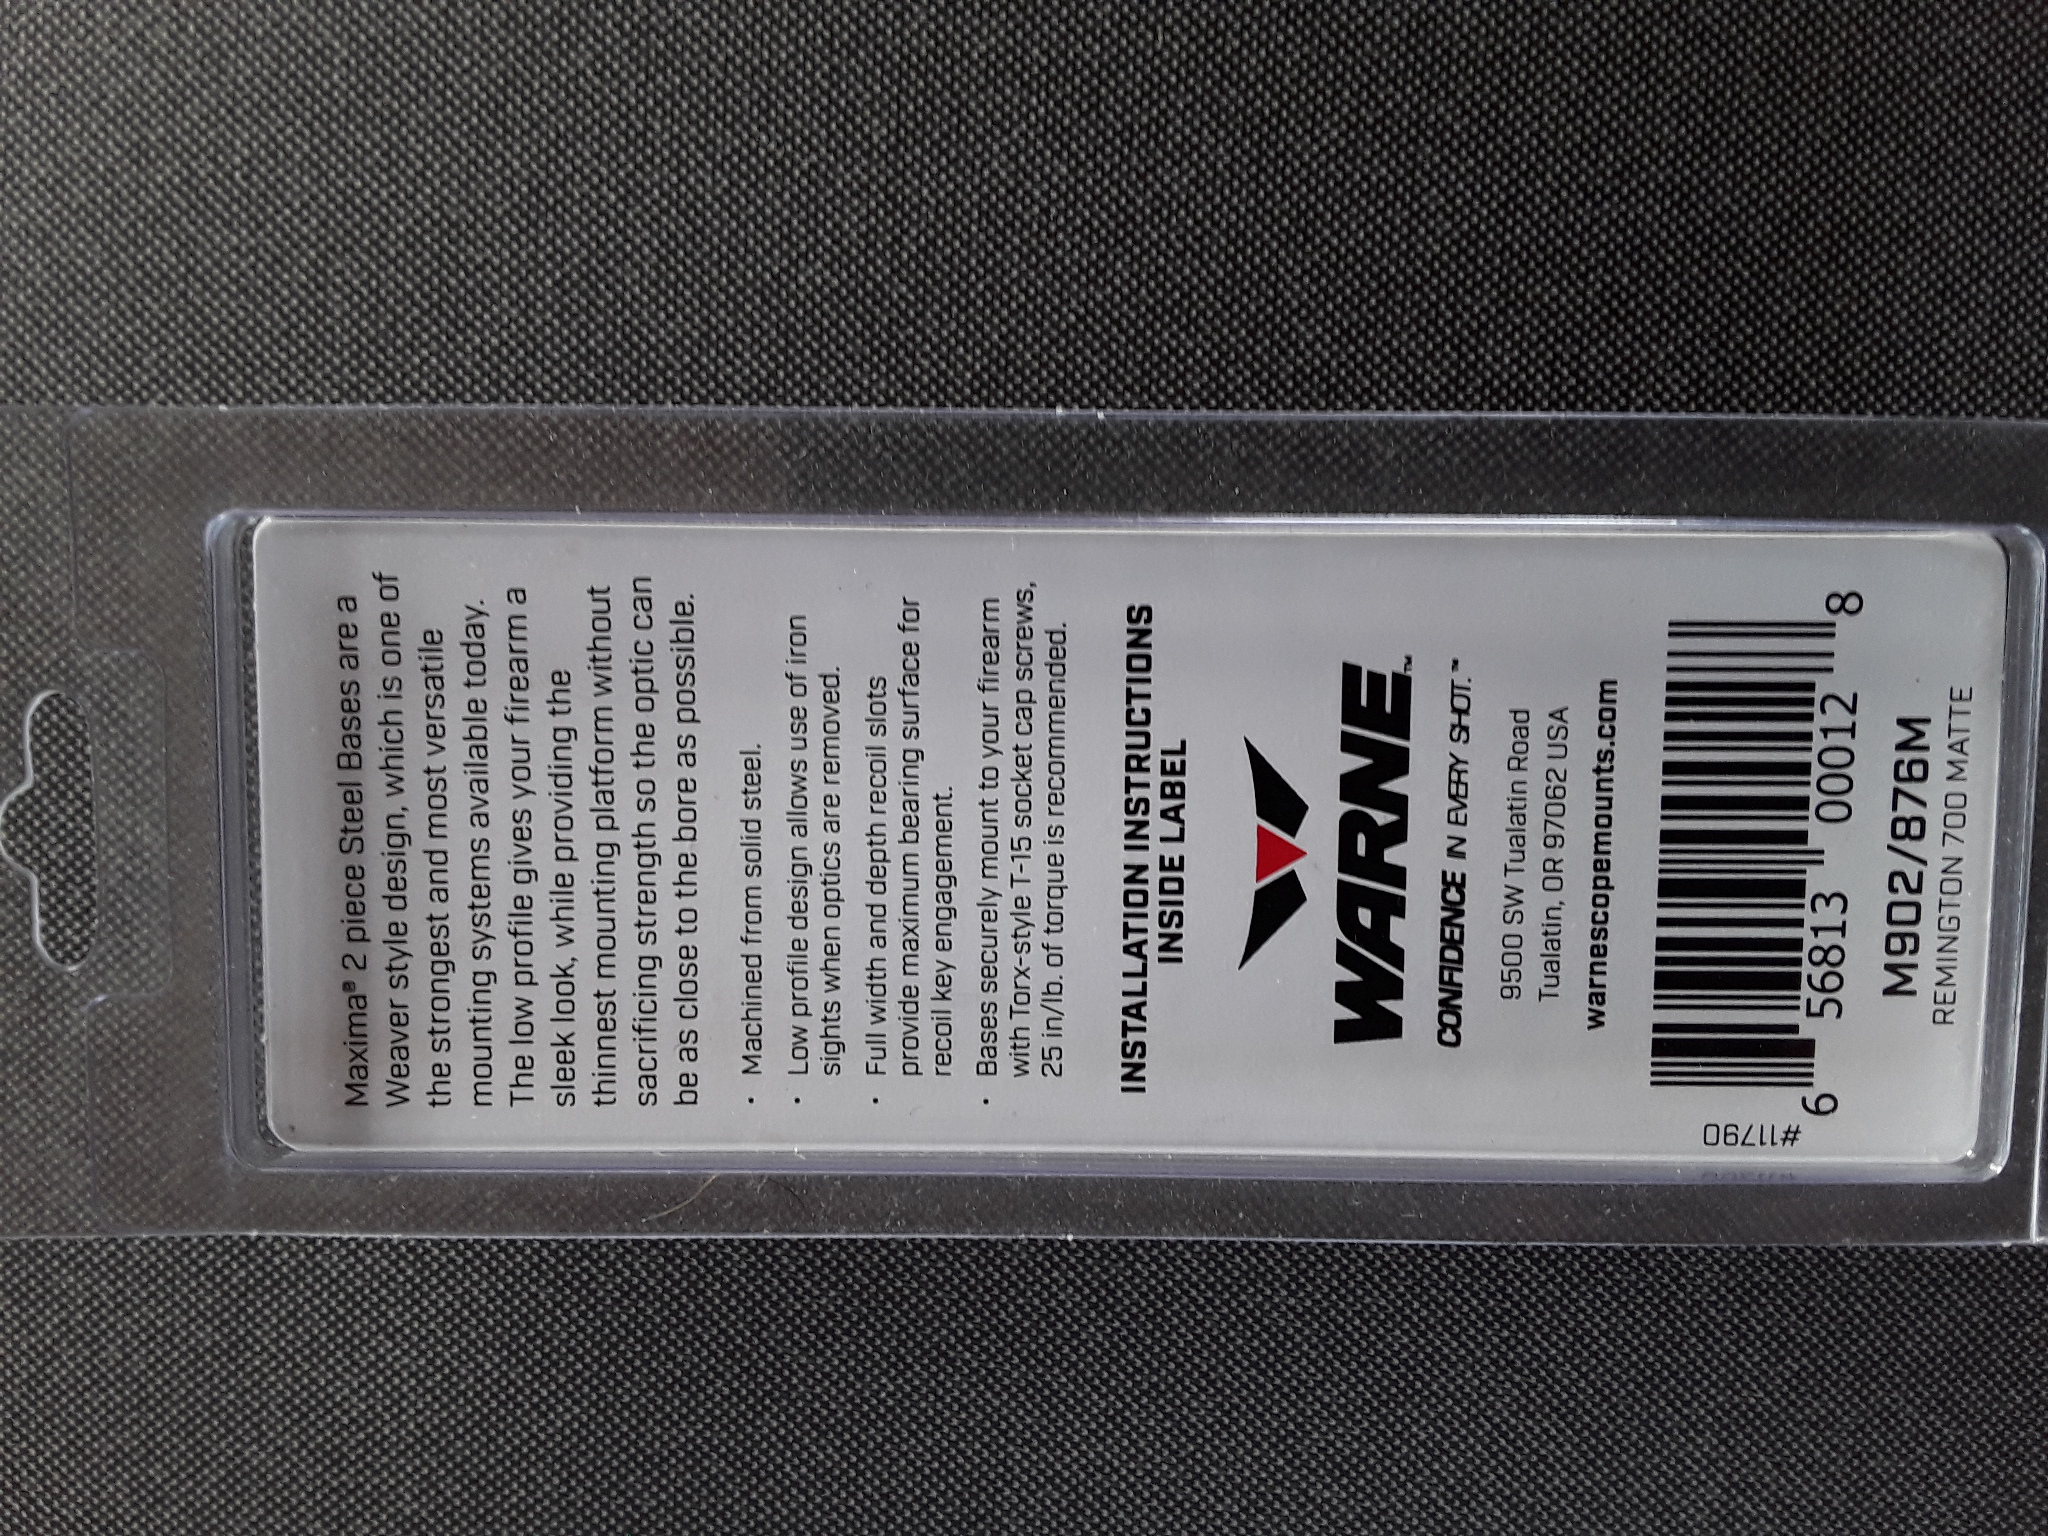 Maxima® 2 piece Steel Bases are a
Weaver style design, which is one of
the strongest and most versatile
mounting systems available today.
The low profile gives your firearm a
sleek look, while providing the
thinnest mounting platform without
sacrificing strength so the optic can
be as close to the bore as possible.
• Machined from solid steel.
• Low profile design allows use of iron
sights when optics are removed.
• Full width and depth recoil slots
provide maximum bearing surface for
recoil key engagement.
• Bases securely mount to your firearm
with Torx-style T-15 socket cap screws,
25 in/lb. of torque is recommended.
INSTALLATION INSTRUCTIONS
INSIDE LABEL
WARNE™
CONFIDENCE IN EVERY SHOT.™
9500 SW Tualatin Road
Tualatin, OR 97062 USA
warnescopemounts.com
#11790
6 56813 00012 8
M902/876M
REMINGTON 700 MATTE